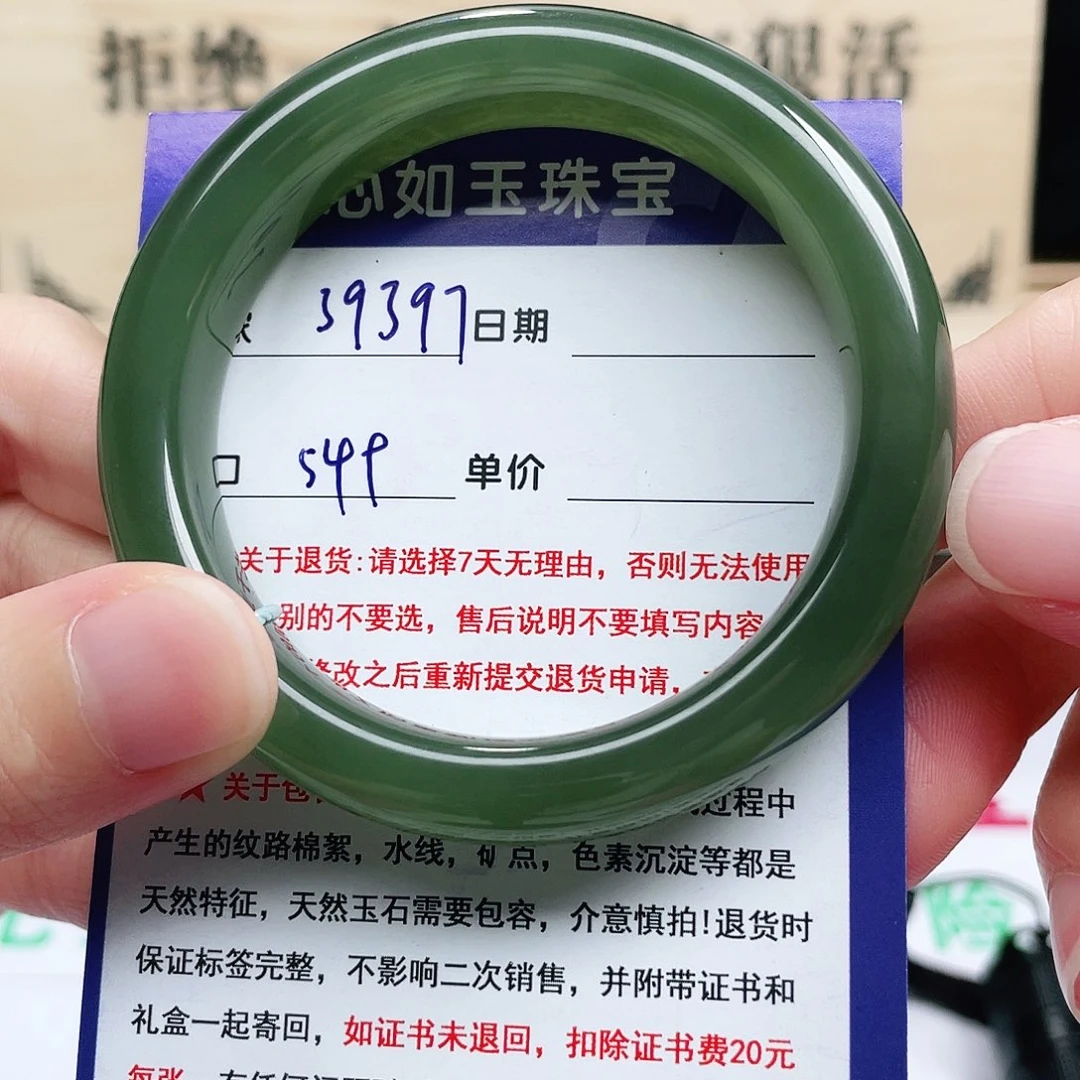 拒绝 视活
心如玉珠宝
39397 日期
口 549 单价
关于退货:请选择7天无理由，否则无法使用
别的不要选，售后说明不要填写内容
修改之后重新提交退货申请，
★ 关于包 过程中
产生的纹路棉絮，水线，矿点，色素沉淀等都是
天然特征，天然玉石需要包容，介意慎拍!退货时
保证标签完整，不影响二次销售，并附带证书和
礼盒一起寄回，如证书未退回，扣除证书费20元
每张